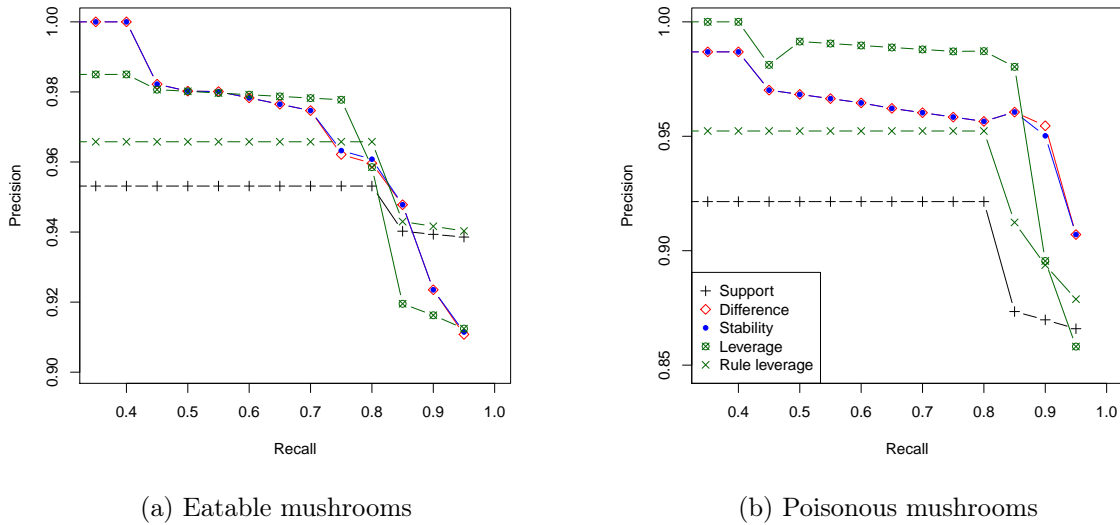 1.00
0.98
0.96
0.94
0.92
0.90
Precision
0.4 0.5 0.6 0.7 0.8 0.9 1.0
Recall
(a) Eatable mushrooms
1.00
0.95
0.90
0.85
Precision
Support
Difference
Stability
Leverage
Rule leverage
0.4 0.5 0.6 0.7 0.8 0.9 1.0
Recall
(b) Poisonous mushrooms